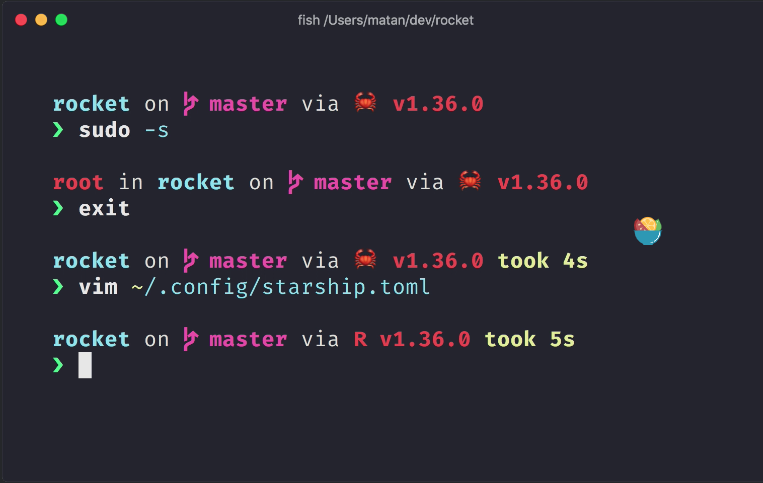 fish /Users/matan/dev/rocket
rocket on master via 🦀 v1.36.0
❯ sudo -s
root in rocket on master via 🦀 v1.36.0
❯ exit
rocket on master via 🦀 v1.36.0 took 4s
❯ vim ~/.config/starship.toml
rocket on master via R v1.36.0 took 5s
❯